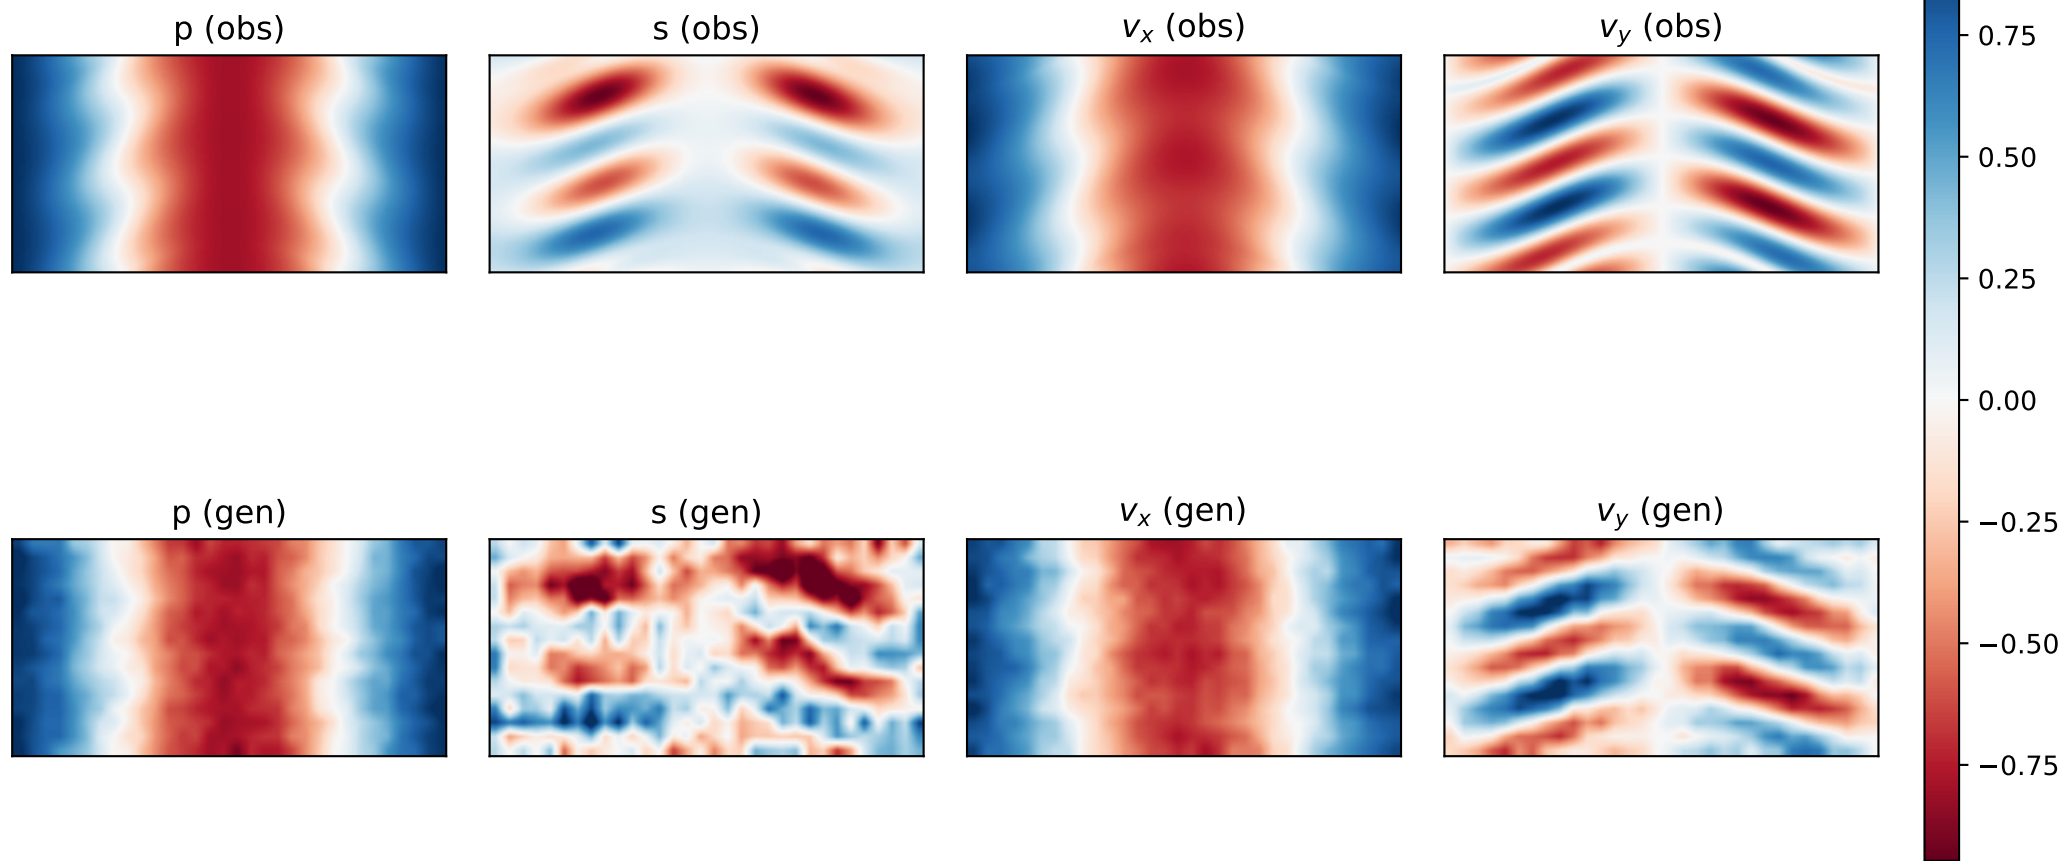 p (obs)
s (obs)
v_x (obs)
v_y (obs)
p (gen)
s (gen)
v_x (gen)
v_y (gen)
0.75
0.50
0.25
0.00
−0.25
−0.50
−0.75